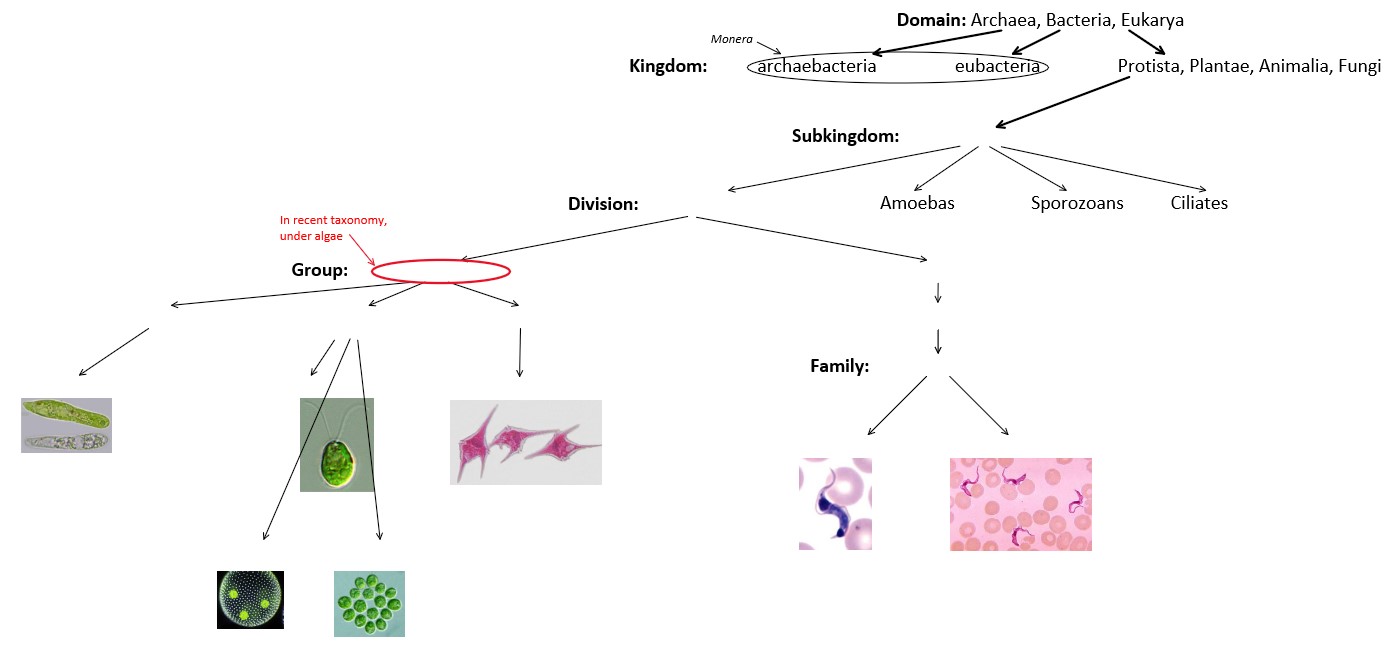 Domain: Archaea, Bacteria, Eukarya
Monera
Kingdom: archaebacteria eubacteria Protista, Plantae, Animalia, Fungi
Subkingdom:
Division: Amoebas Sporozoans Ciliates
In recent taxonomy,
under algae
Group:
Family: